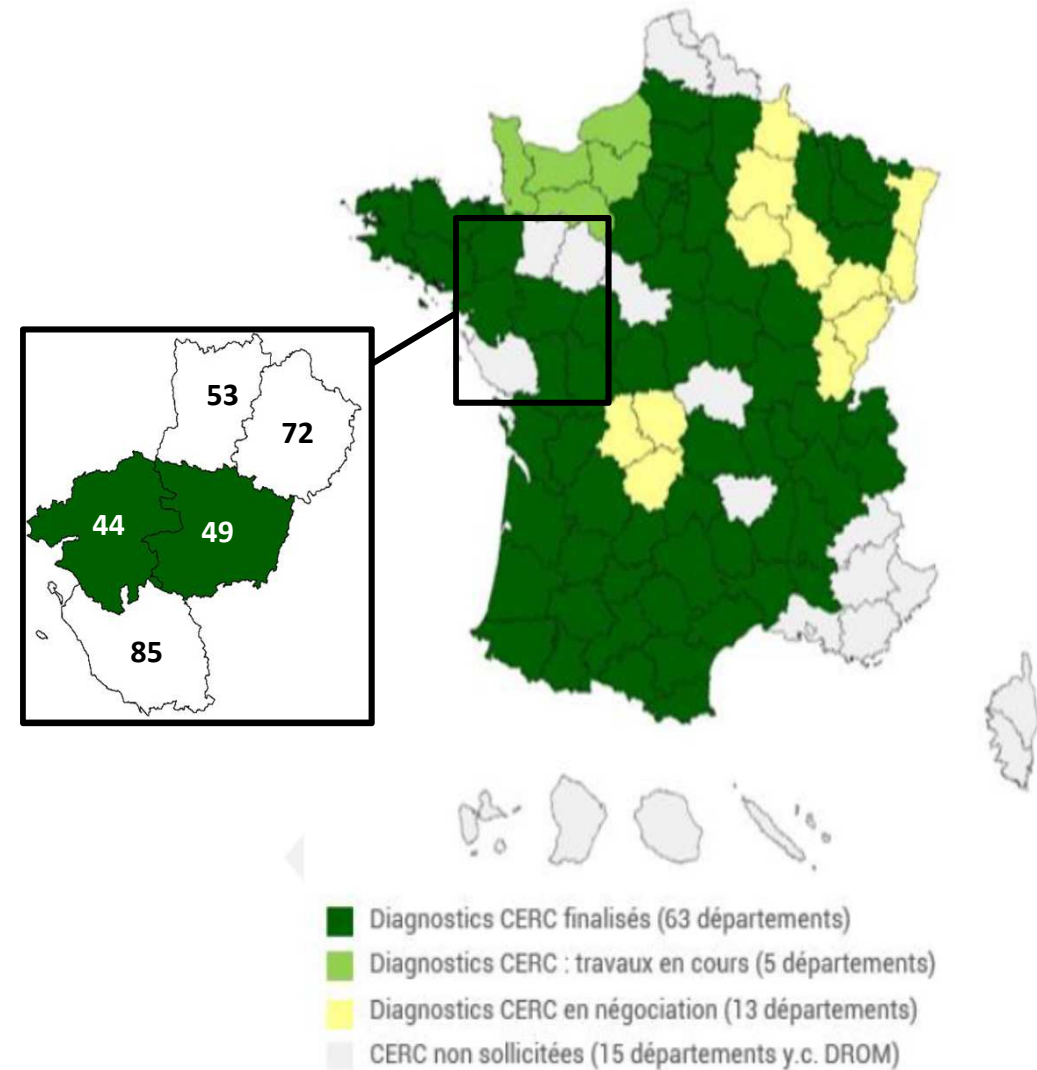 53
72
44
49
85
Diagnostics CERC finalisés (63 départements)
Diagnostics CERC : travaux en cours (5 départements)
Diagnostics CERC en négociation (13 départements)
CERC non sollicitées (15 départements y.c. DROM)